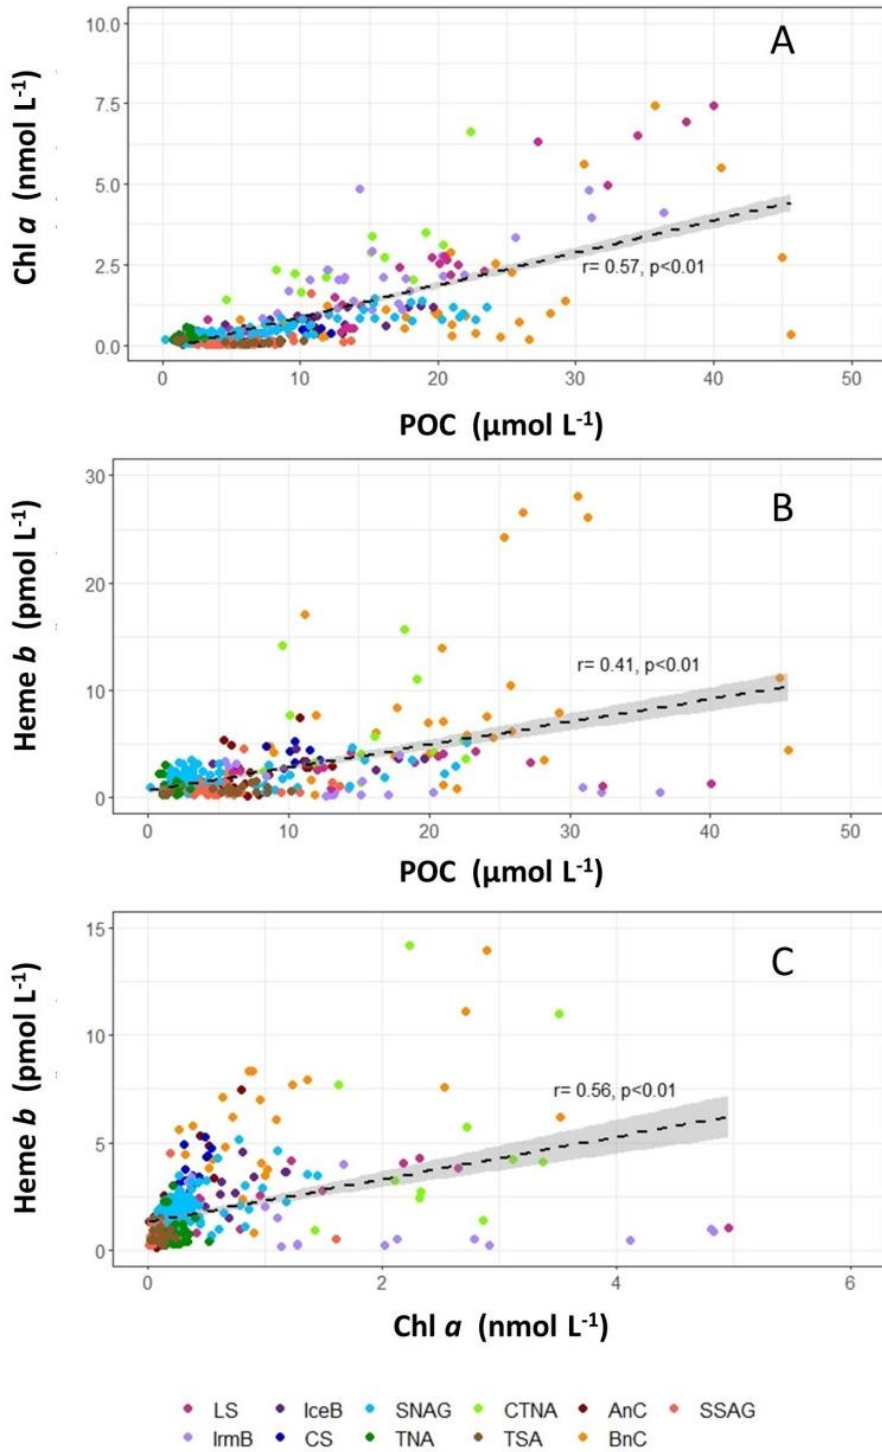 A
10.0
7.5
5.0
2.5
0.0
Chl a (nmol L-1)
r= 0.57, p<0.01
0 10 20 30 40 50
POC (µmol L-1)
B
30
20
10
0
Heme b (pmol L-1)
r= 0.41, p<0.01
0 10 20 30 40 50
POC (µmol L-1)
C
15
10
5
0
Heme b (pmol L-1)
r= 0.56, p<0.01
0 2 4 6
Chl a (nmol L-1)
LS IceB SNAG CTNA AnC SSAG
IrmB CS TNA TSA BnC